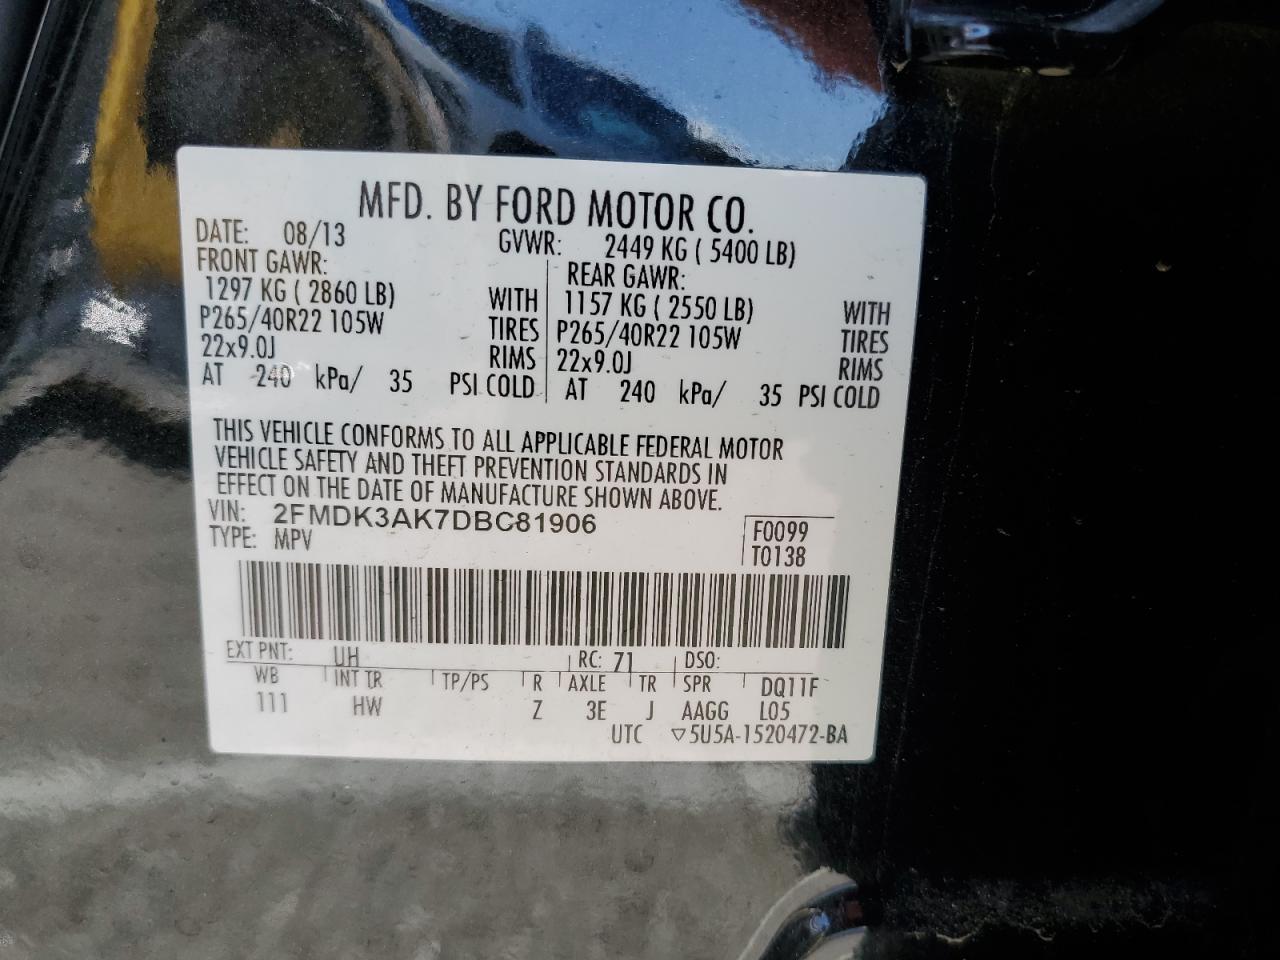 MFD. BY FORD MOTOR CO.
DATE: 08/13 GVWR: 2449 KG ( 5400 LB)
FRONT GAWR: REAR GAWR:
1297 KG ( 2860 LB) WITH 1157 KG ( 2550 LB) WITH
P265/40R22 105W TIRES P265/40R22 105W TIRES
22x9.0J RIMS 22x9.0J RIMS
AT 240 kPa/ 35 PSI COLD AT 240 kPa/ 35 PSI COLD
THIS VEHICLE CONFORMS TO ALL APPLICABLE FEDERAL MOTOR
VEHICLE SAFETY AND THEFT PREVENTION STANDARDS IN
EFFECT ON THE DATE OF MANUFACTURE SHOWN ABOVE.
VIN: 2FMDK3AK7DBC81906
TYPE: MPV
F0099
T0138
EXT PNT: UH RC: 71 DSO:
WB INT TR TP/PS R AXLE TR SPR DQ11F
111 HW Z 3E J AAGG L05
UTC ▽5U5A-1520472-BA